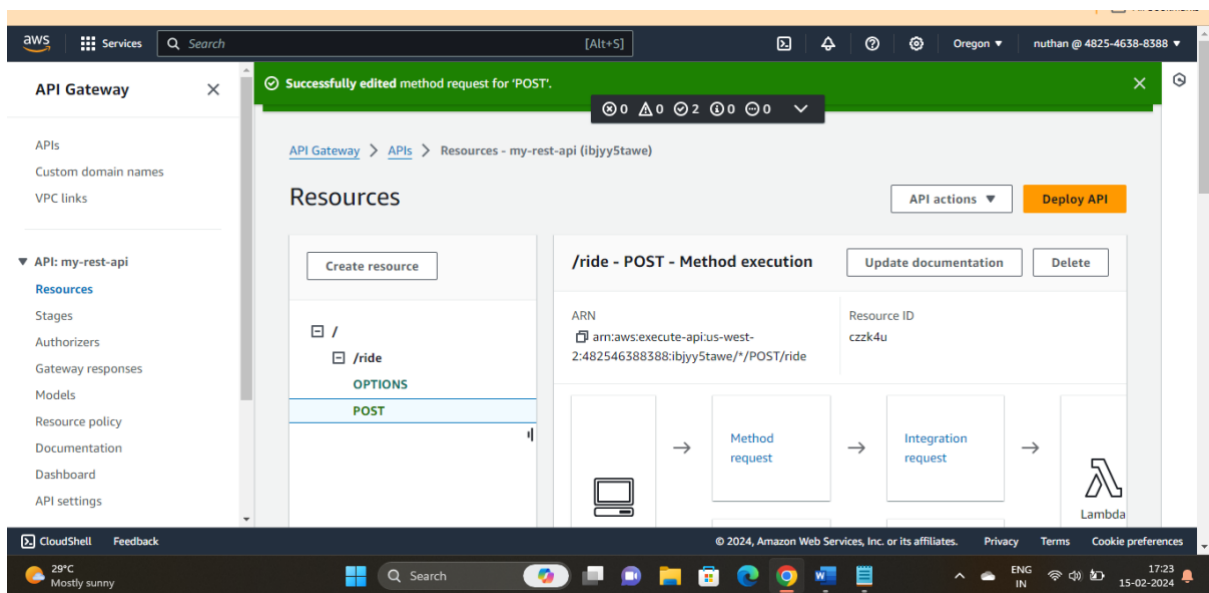 aws Services Search [Alt+S] Oregon ▼ nuthan @ 4825-4638-8388 ▼
API Gateway
APIs
Custom domain names
VPC links
▼ API: my-rest-api
Resources
Stages
Authorizers
Gateway responses
Models
Resource policy
Documentation
Dashboard
API settings
Successfully edited method request for 'POST'.
0 0 2 0 0
API Gateway > APIs > Resources - my-rest-api (ibjyy5tawe)
Resources
API actions ▼ Deploy API
Create resource
/
/ride
OPTIONS
POST
/ride - POST - Method execution
Update documentation Delete
ARN
arn:aws:execute-api:us-west-
2:482546388388:ibjyy5tawe/*/POST/ride
Resource ID
czzk4u
Method
request
Integration
request
Lambda
CloudShell Feedback © 2024, Amazon Web Services, Inc. or its affiliates. Privacy Terms Cookie preferences
29°C
Mostly sunny
Search
ENG
IN
17:23
15-02-2024